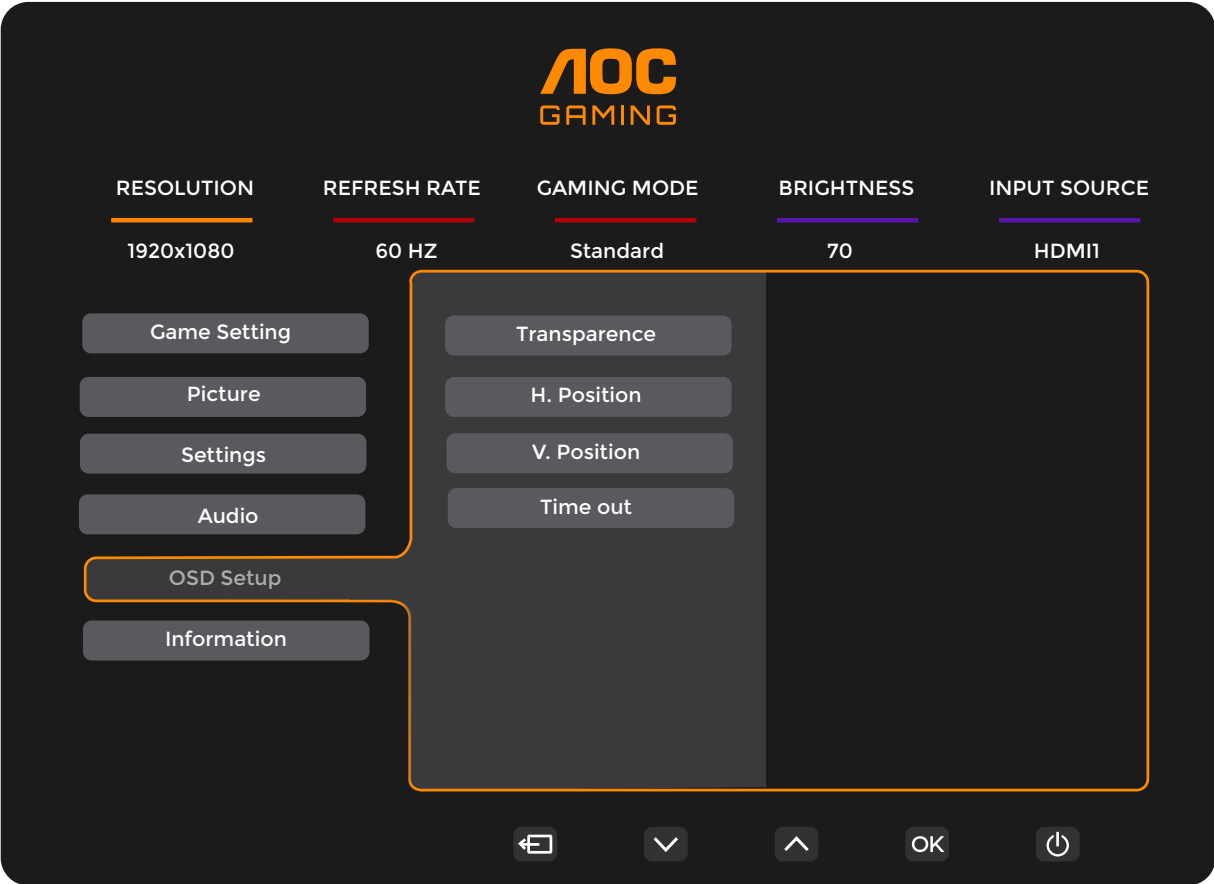 AOC
GAMING
RESOLUTION REFRESH RATE GAMING MODE BRIGHTNESS INPUT SOURCE
1920x1080 60 HZ Standard 70 HDMI1
Game Setting
Picture
Settings
Audio
OSD Setup
Information
Transparence
H. Position
V. Position
Time out
OK